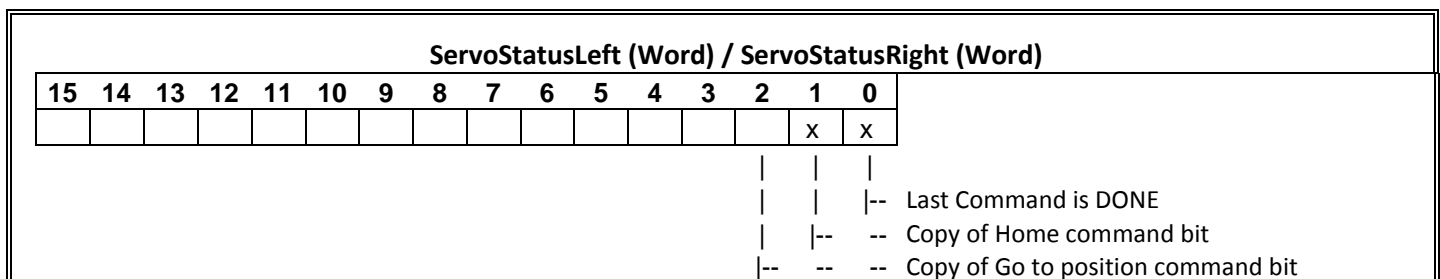 ServoStatusLeft (Word) / ServoStatusRight (Word)
15 14 13 12 11 10 9 8 7 6 5 4 3 2 1 0
x x
| | |
| | |-- Last Command is DONE
| |-- -- Copy of Home command bit
|-- -- -- Copy of Go to position command bit